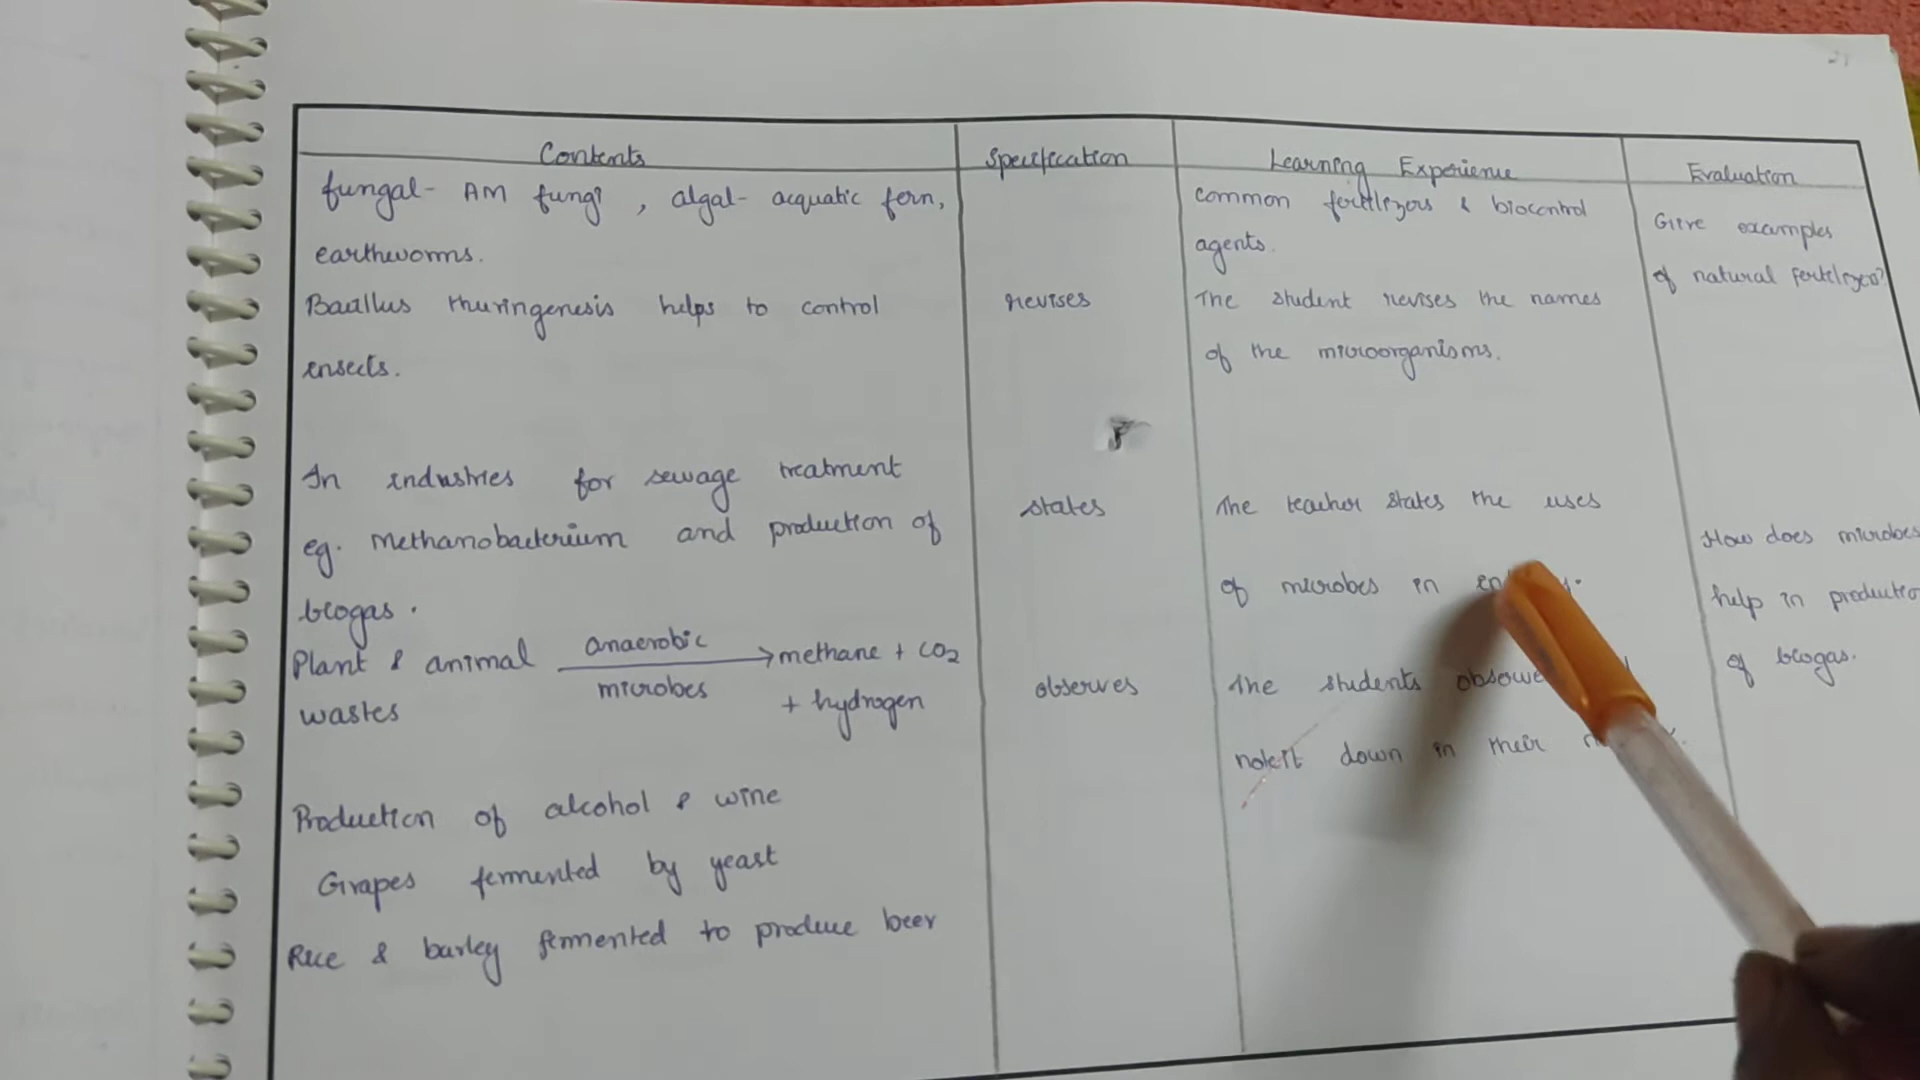 Contents
fungal - AM fungi, algal - acquatic fern,
earthworms.
Bacillus thuringenesis helps to control
insects.
In industries for sewage treatment
eg. Methanobacterium and production of
biogas.
Plant & animal anaerobic → methane + CO2
wastes microbes + hydrogen
Production of alcohol & wine
Grapes fermented by yeast
Rice & barley fermented to produce beer
Specification
revises
states
observes
Learning Experience
common fertilizers & biocontrol
agents.
The student revises the names
of the microorganisms.
The teacher states the uses
of microbes in
The students observe
note it down in their
Evaluation
Give examples
of natural fertilizers?
How does microbes
help in
of biogas.